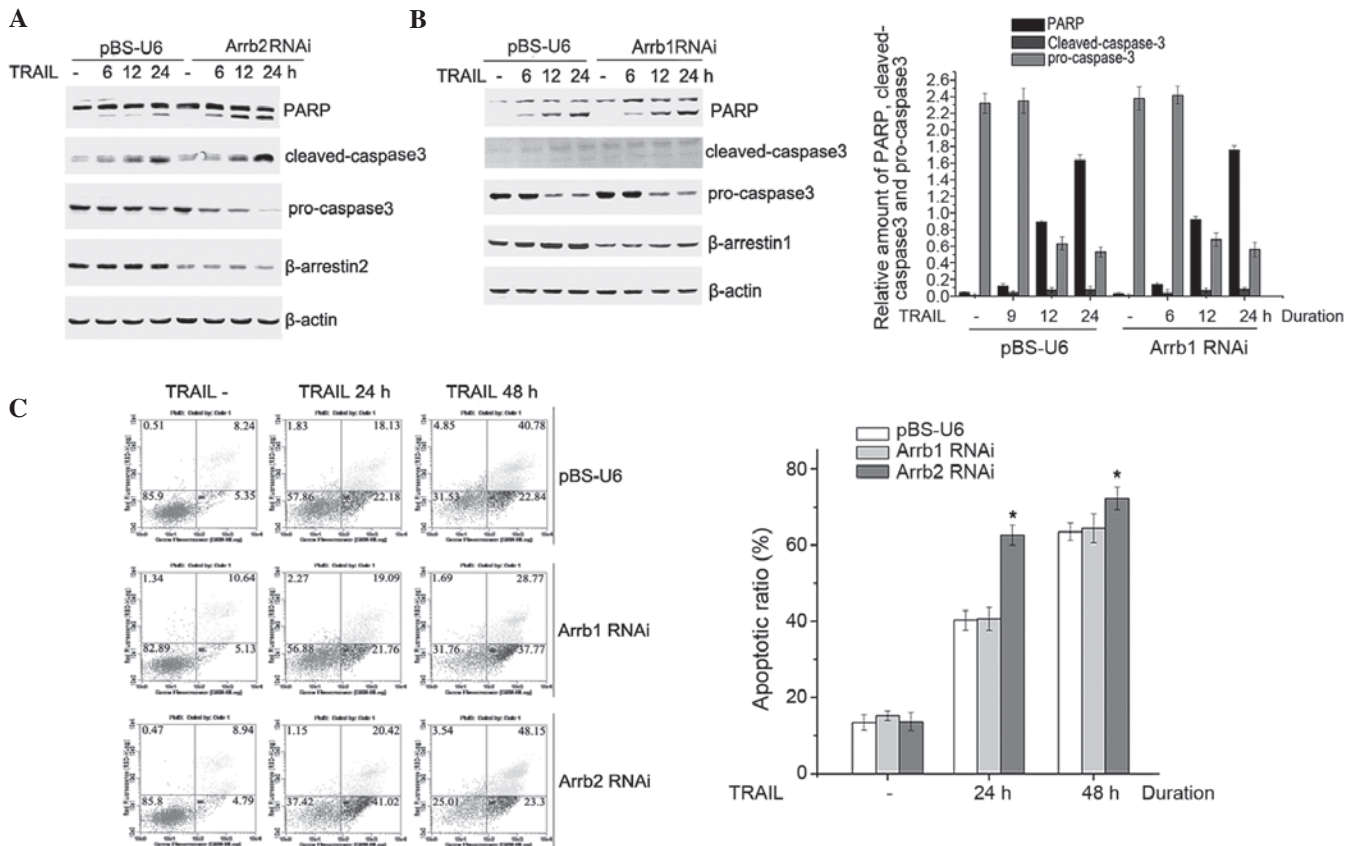 A
pBS-U6 Arrb2RNAi
TRAIL - 6 12 24 - 6 12 24 h
PARP
cleaved-caspase3
pro-caspase3
β-arrestin2
β-actin
B
pBS-U6 Arrb1RNAi
TRAIL - 6 12 24 - 6 12 24 h
PARP
cleaved-caspase3
pro-caspase3
β-arrestin1
β-actin
PARP
Cleaved-caspase-3
pro-caspase-3
Relative amount of PARP, cleaved-
caspase3 and pro-caspase3
2.6
2.4
2.2
2.0
1.8
1.6
1.4
1.2
1.0
0.8
0.6
0.4
0.2
0.0
TRAIL - 9 12 24 - 6 12 24 h Duration
pBS-U6 Arrb1 RNAi
C
TRAIL - TRAIL 24 h TRAIL 48 h
0.51 8.24 1.83 18.13 4.85 40.78
85.9 5.35 57.86 22.18 31.53 22.84
pBS-U6
1.34 10.64 2.27 19.09 1.69 28.77
82.89 5.13 56.88 21.76 31.76 37.77
Arrb1 RNAi
0.47 8.94 1.15 20.42 3.54 48.15
85.8 4.79 37.42 41.02 25.01 23.3
Arrb2 RNAi
pBS-U6
Arrb1 RNAi
Arrb2 RNAi
Apoptotic ratio (%)
80
60
40
20
0
* *
TRAIL - 24 h 48 h Duration